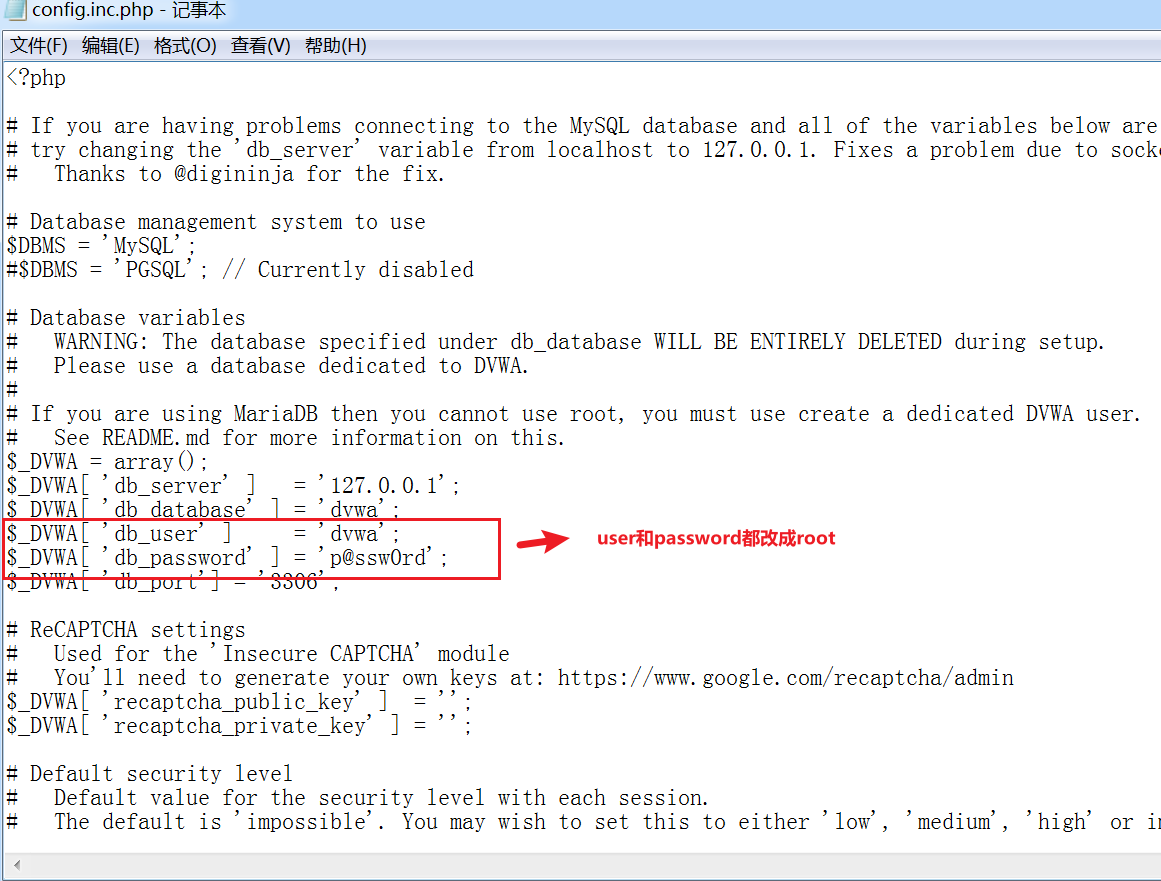 config.inc.php - 记事本
文件(F) 编辑(E) 格式(O) 查看(V) 帮助(H)
<?php
# If you are having problems connecting to the MySQL database and all of the variables below are
# try changing the 'db_server' variable from localhost to 127.0.0.1. Fixes a problem due to
#   Thanks to @digininja for the fix.
# Database management system to use
$DBMS = 'MySQL';
#$DBMS = 'PGSQL'; // Currently disabled
# Database variables
#   WARNING: The database specified under db_database WILL BE ENTIRELY DELETED during setup.
#   Please use a database dedicated to DVWA.
#
# If you are using MariaDB then you cannot use root, you must use create a dedicated DVWA user.
#   See README.md for more information on this.
$_DVWA = array();
$_DVWA[ 'db_server' ]   = '127.0.0.1';
$_DVWA[ 'db_database' ] = 'dvwa';
$_DVWA[ 'db_user' ]     = 'dvwa';
$_DVWA[ 'db_password' ] = 'p@ssw0rd';
user和password都改成root
$_DVWA[ 'db_port'] = '3306';
# ReCAPTCHA settings
#   Used for the 'Insecure CAPTCHA' module
#   You'll need to generate your own keys at: https://www.google.com/recaptcha/admin
$_DVWA[ 'recaptcha_public_key' ]  = '';
$_DVWA[ 'recaptcha_private_key' ] = '';
# Default security level
#   Default value for the security level with each session.
#   The default is 'impossible'. You may wish to set this to either 'low', 'medium', 'high' or